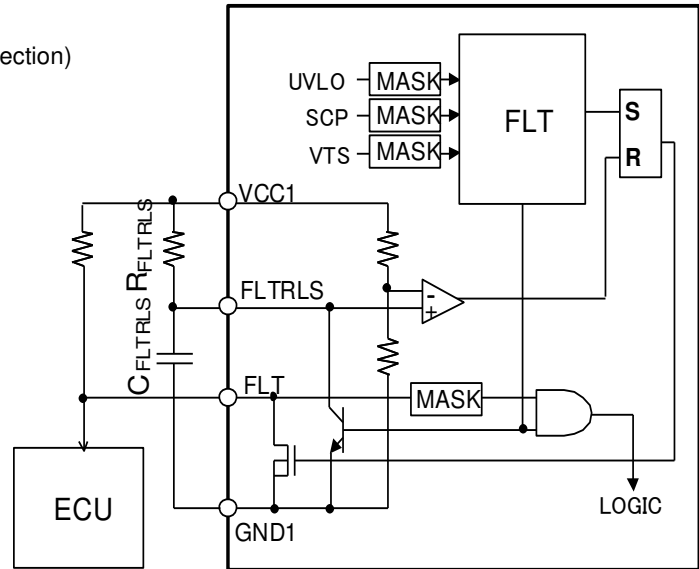 ection)
UVLO
MASK
SCP
MASK
VTS
MASK
FLT
S
R
VCC1
RFLTRLS
CFLTRLS
FLTRLS
-
+
FLT
MASK
ECU
GND1
LOGIC